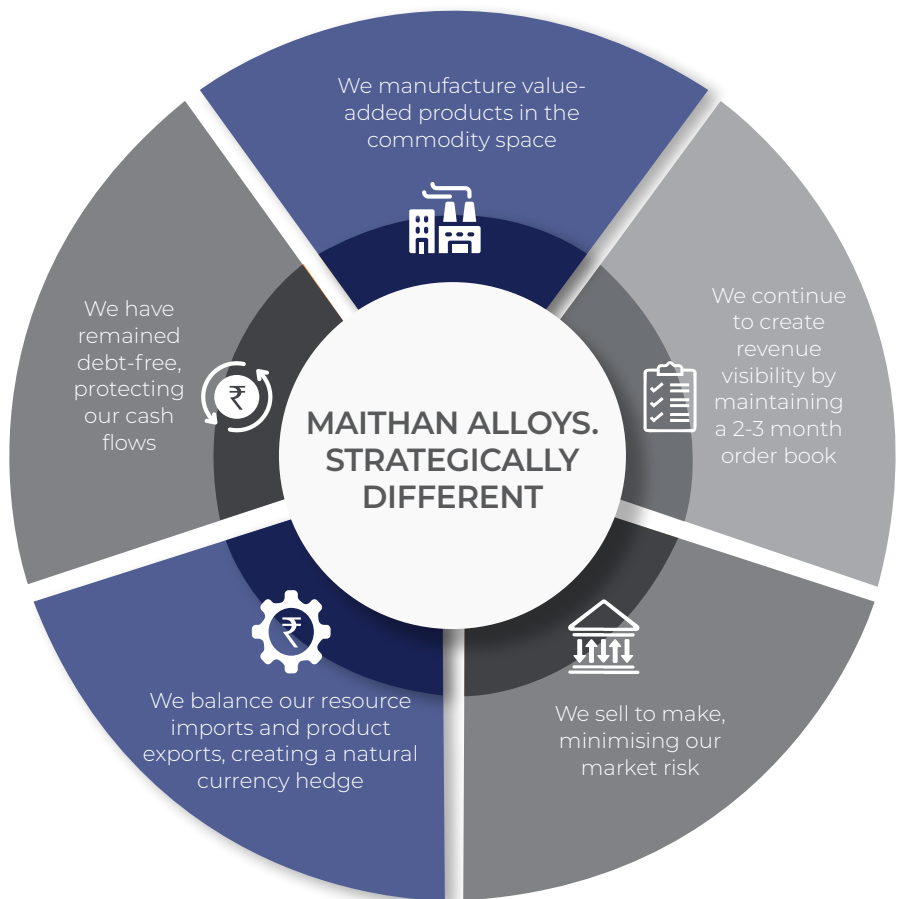 We manufacture value-
added products in the
commodity space
We continue
to create
revenue
visibility by
maintaining
a 2-3 month
order book
We sell to make,
minimising our
market risk
We balance our resource
imports and product
exports, creating a natural
currency hedge
₹
We have
remained
debt-free,
protecting
our cash
flows
₹
MAITHAN ALLOYS.
STRATEGICALLY
DIFFERENT